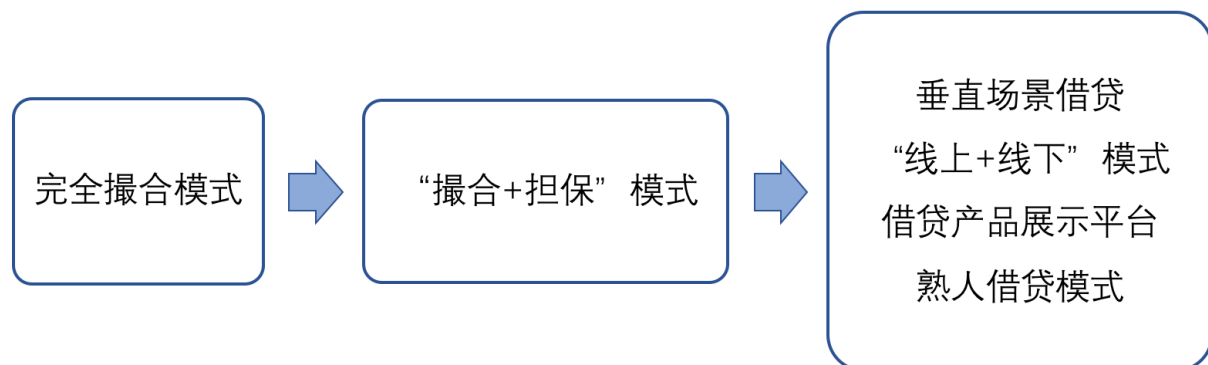 完全撮合模式
“撮合+担保” 模式
垂直场景借贷
“线上+线下” 模式
借贷产品展示平台
熟人借贷模式